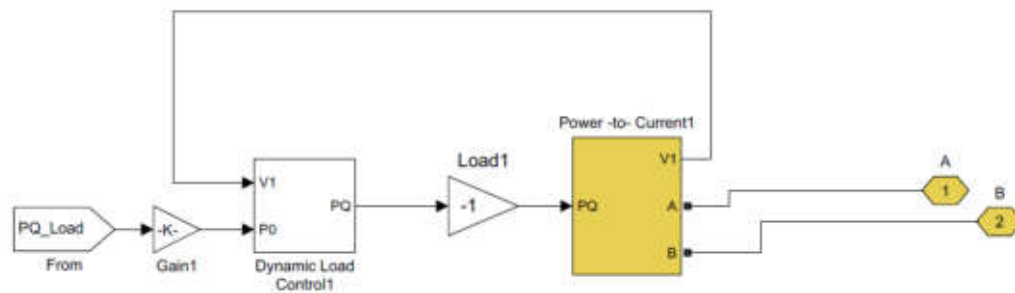 Power -to- Current1
Load1
V1
A
1
V1
PQ
-1
PQ
A
B
2
PQ_Load
-K-
P0
B
From
Gain1
Dynamic Load
Control1